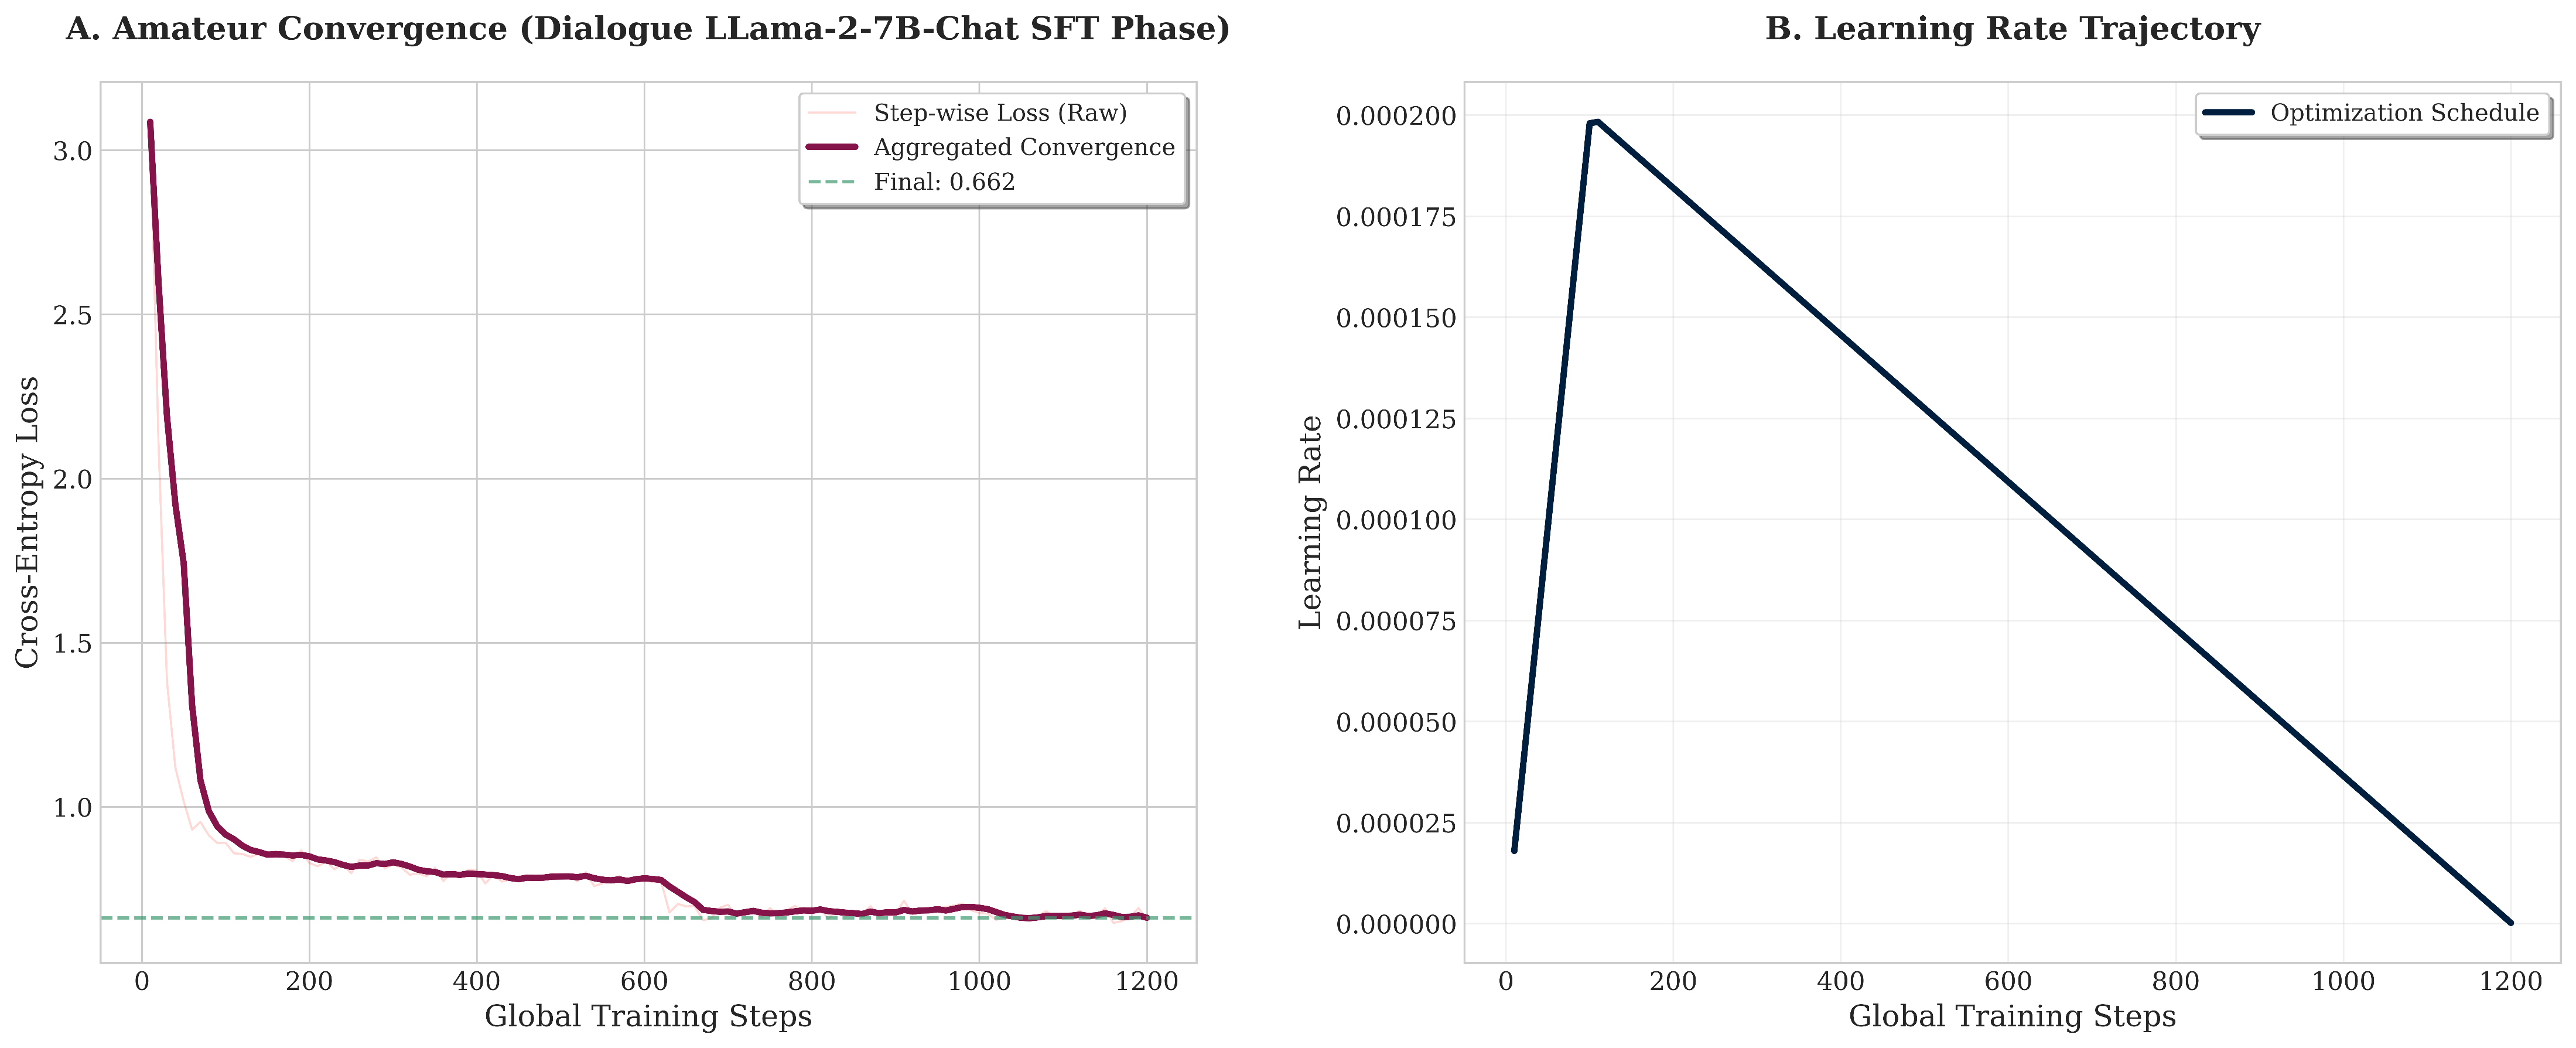 A. Amateur Convergence (Dialogue LLama-2-7B-Chat SFT Phase)
Step-wise Loss (Raw)
Aggregated Convergence
Final: 0.662
Cross-Entropy Loss
3.0
2.5
2.0
1.5
1.0
0
200
400
600
800
1000
1200
Global Training Steps
B. Learning Rate Trajectory
Optimization Schedule
Learning Rate
0.000200
0.000175
0.000150
0.000125
0.000100
0.000075
0.000050
0.000025
0.000000
0
200
400
600
800
1000
1200
Global Training Steps